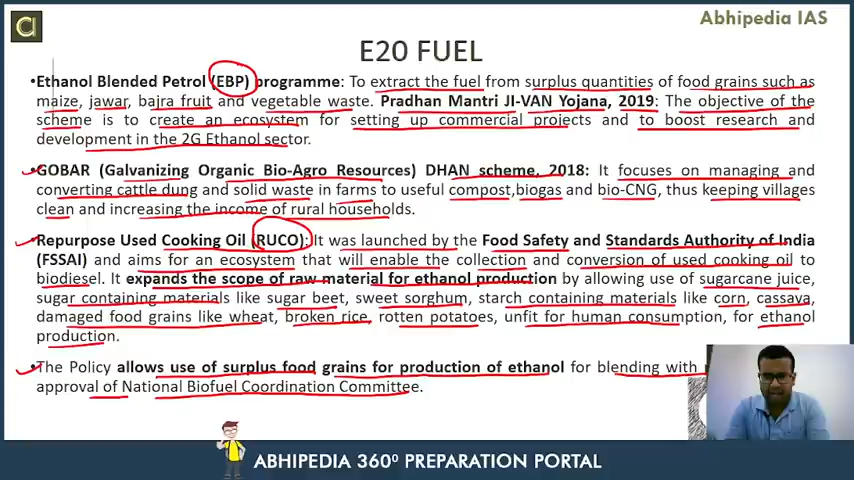 a
Abhipedia IAS
E20 FUEL
•Ethanol Blended Petrol (EBP) programme: To extract the fuel from surplus quantities of food grains such as
maize, jawar, bajra fruit and vegetable waste. Pradhan Mantri JI-VAN Yojana, 2019: The objective of the
scheme is to create an ecosystem for setting up commercial projects and to boost research and
development in the 2G Ethanol sector.
•GOBAR (Galvanizing Organic Bio-Agro Resources) DHAN scheme, 2018: It focuses on managing and
converting cattle dung and solid waste in farms to useful compost,biogas and bio-CNG, thus keeping villages
clean and increasing the income of rural households.
•Repurpose Used Cooking Oil (RUCO): It was launched by the Food Safety and Standards Authority of India
(FSSAI) and aims for an ecosystem that will enable the collection and conversion of used cooking oil to
biodiesel. It expands the scope of raw material for ethanol production by allowing use of sugarcane juice,
sugar containing materials like sugar beet, sweet sorghum, starch containing materials like corn, cassava,
damaged food grains like wheat, broken rice, rotten potatoes, unfit for human consumption, for ethanol
production.
•The Policy allows use of surplus food grains for production of ethanol for blending with
approval of National Biofuel Coordination Committee.
ABHIPEDIA 360⁰ PREPARATION PORTAL